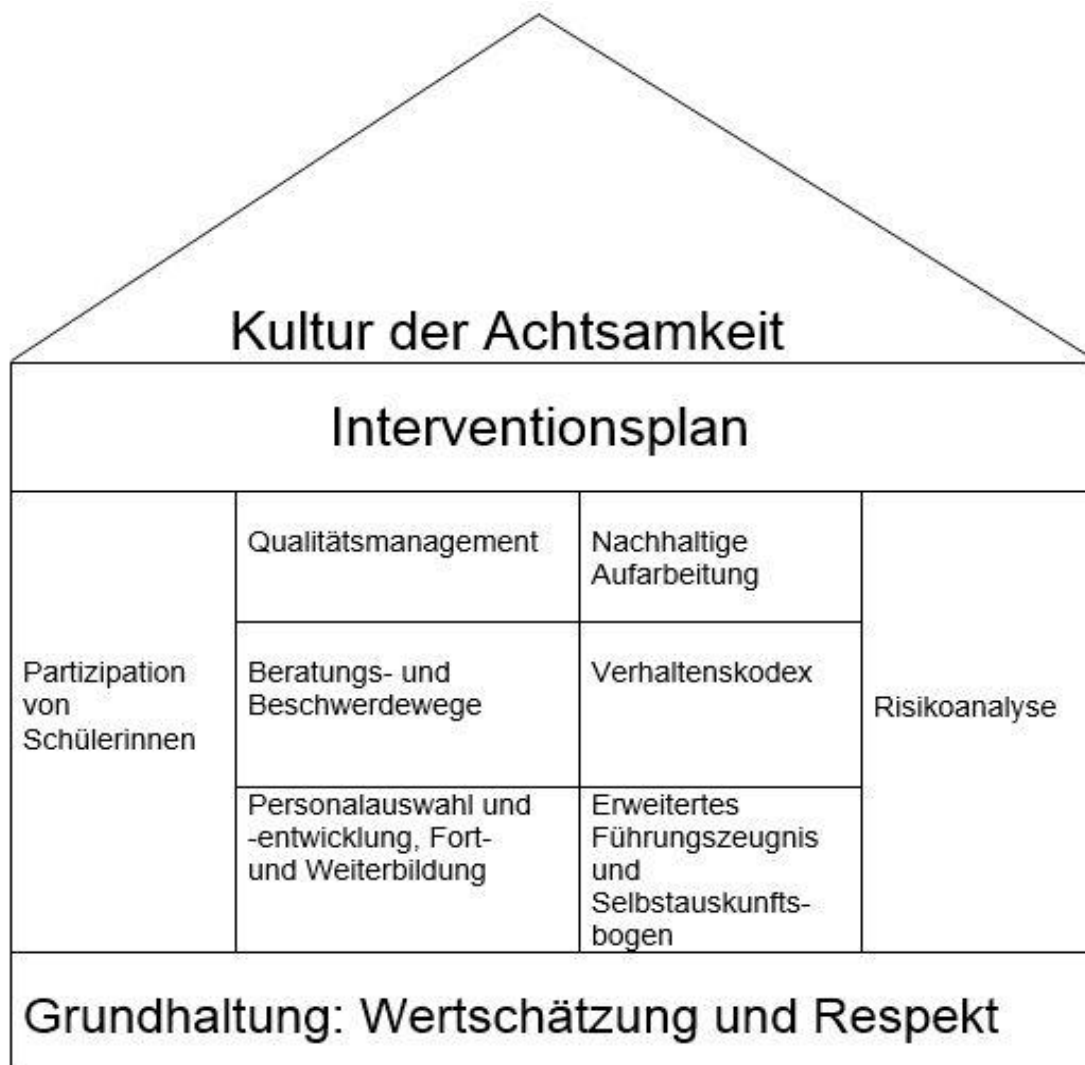 Kultur der Achtsamkeit
Interventionsplan
Partizipation
von
Schülerinnen
Qualitätsmanagement
Nachhaltige
Aufarbeitung
Beratungs- und
Beschwerdewege
Verhaltenskodex
Personalauswahl und
-entwicklung, Fort-
und Weiterbildung
Erweitertes
Führungszeugnis
und
Selbstauskunfts-
bogen
Risikoanalyse
Grundhaltung: Wertschätzung und Respekt